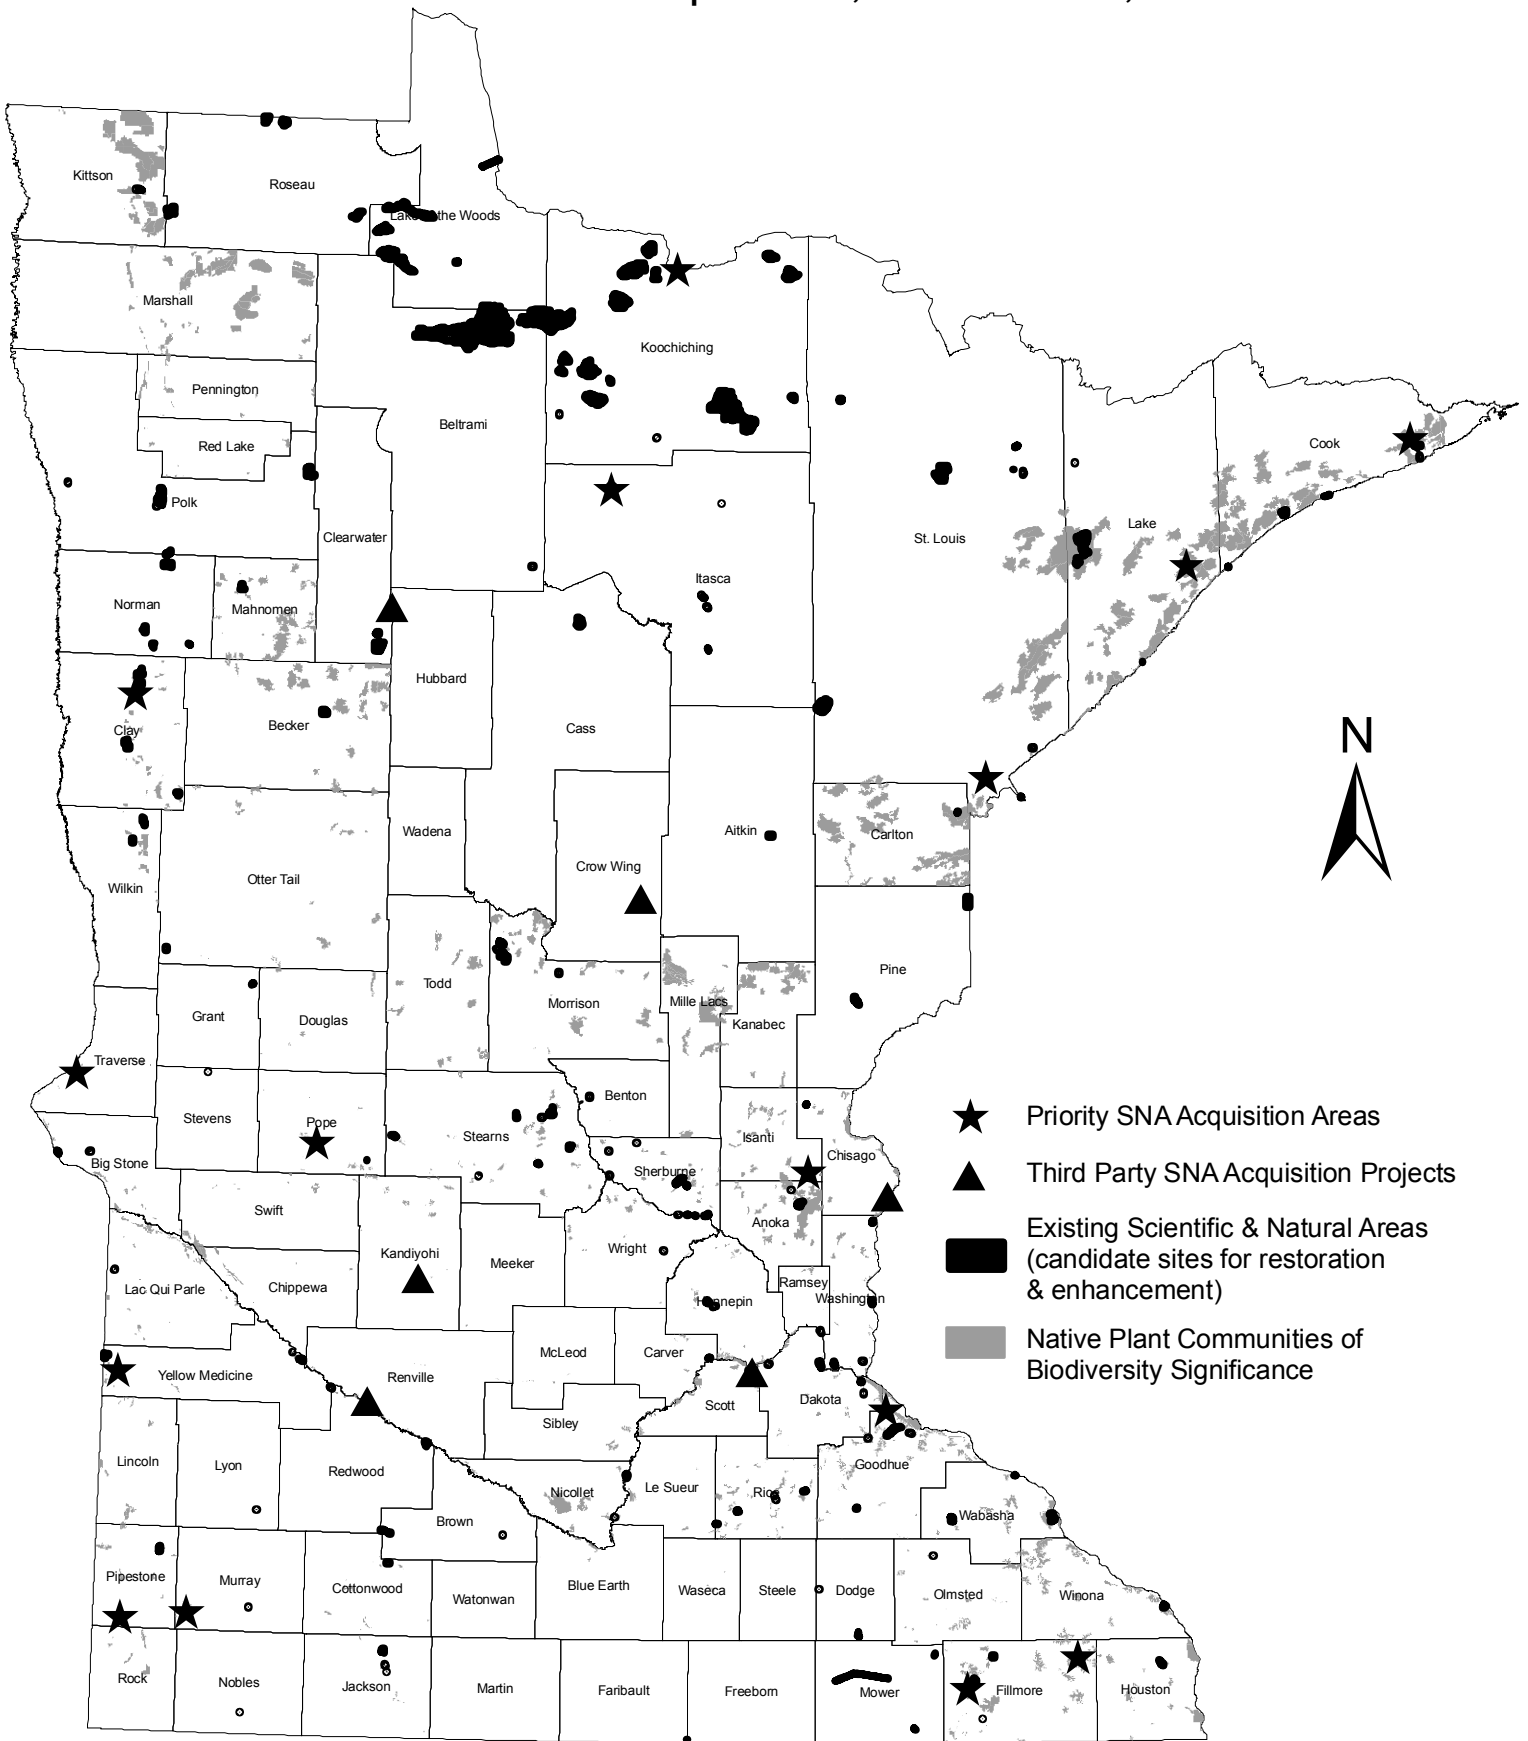 Kittson
Roseau
Lake of the Woods
Marshall
Koochiching
Pennington
Beltrami
Red Lake
Cook
Polk
Clearwater
Lake
St. Louis
Itasca
Norman
Mahnomen
Hubbard
Becker
Clay
Cass
N
Wadena
Aitkin
Carlton
Crow Wing
Otter Tail
Wilkin
Pine
Todd
Morrison
Mille Lacs
Grant
Douglas
Kanabec
Traverse
Benton
Stevens
Pope
Stearns
Isanti
Chisago
Big Stone
Sherburne
Swift
Anoka
Kandiyohi
Wright
Meeker
Lac Qui Parle
Chippewa
Ramsey
Hennepin
Washington
McLeod
Carver
Yellow Medicine
Renville
Scott
Dakota
Sibley
Lincoln
Lyon
Redwood
Goodhue
Nicollet
Le Sueur
Rice
Brown
Wabasha
Pipestone
Murray
Cottonwood
Watonwan
Blue Earth
Waseca
Steele
Dodge
Olmsted
Winona
Rock
Nobles
Jackson
Martin
Faribault
Freeborn
Mower
Fillmore
Houston
Priority SNA Acquisition Areas
Third Party SNA Acquisition Projects
Existing Scientific & Natural Areas
(candidate sites for restoration
& enhancement)
Native Plant Communities of
Biodiversity Significance